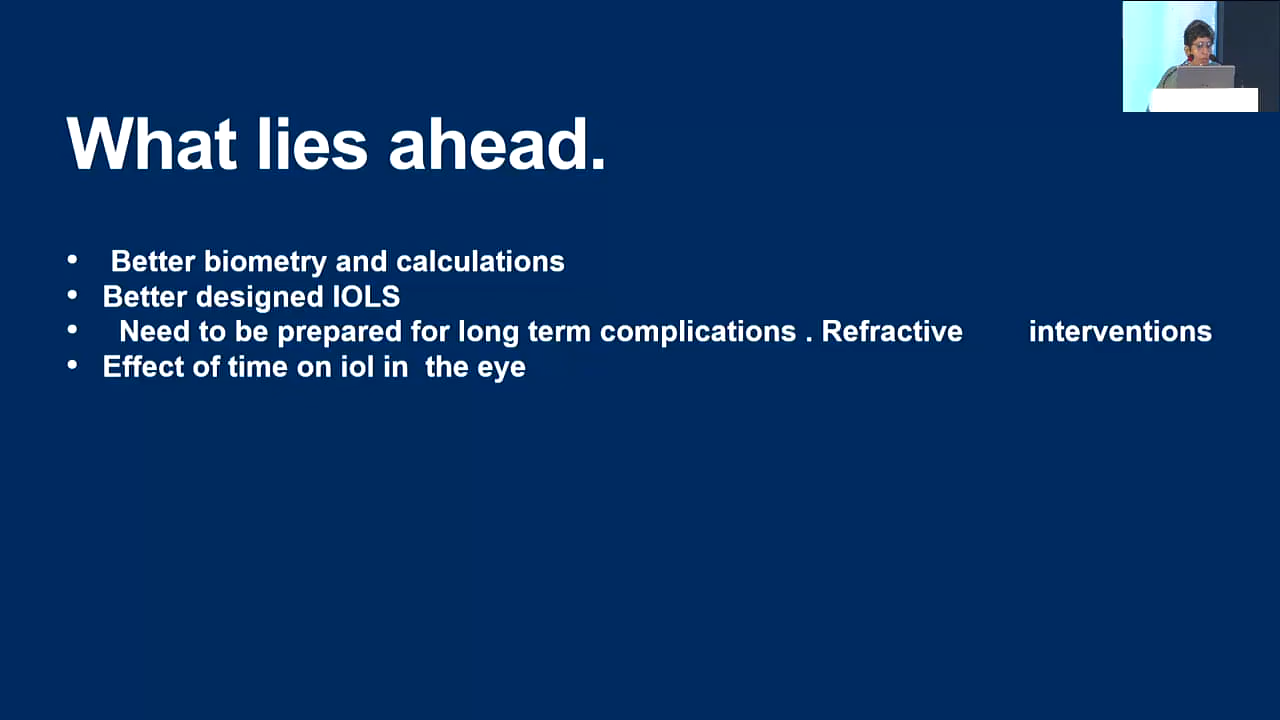 What lies ahead.
• Better biometry and calculations
• Better designed IOLS
• Need to be prepared for long term complications . Refractive interventions
• Effect of time on iol in the eye